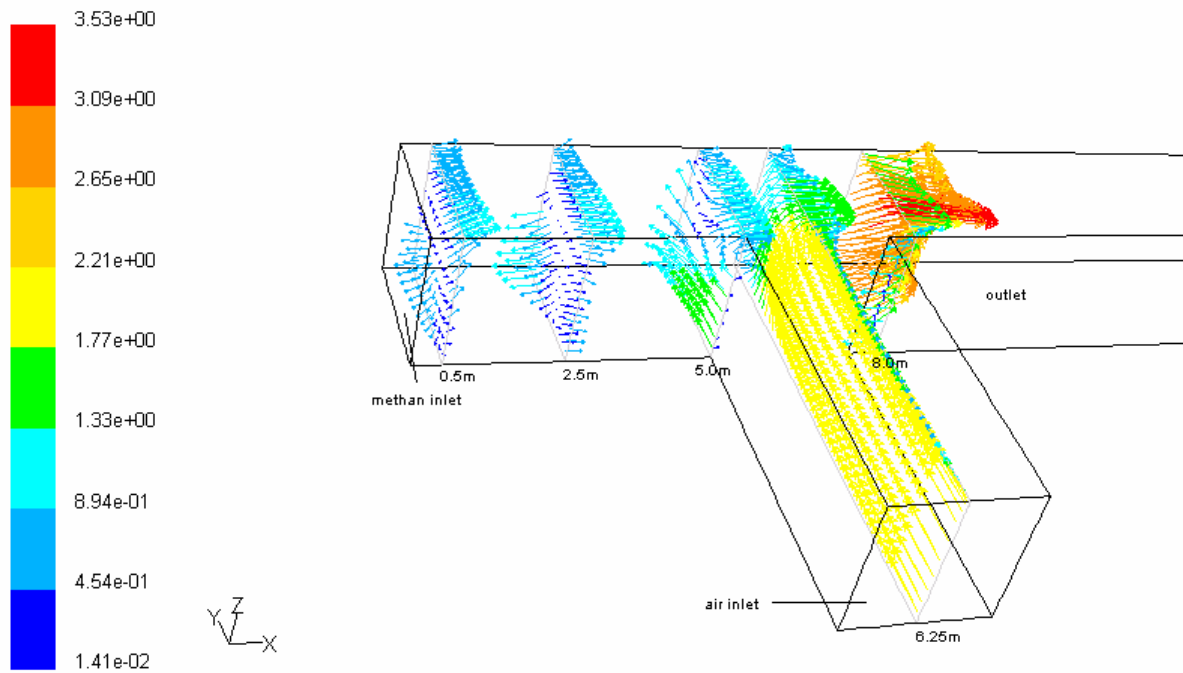 3.53e+00
3.09e+00
2.65e+00
2.21e+00
1.77e+00
1.33e+00
8.94e-01
4.54e-01
1.41e-02
Y Z X
methan inlet
0.5m
2.5m
5.0m
8.0m
outlet
air inlet
6.25m